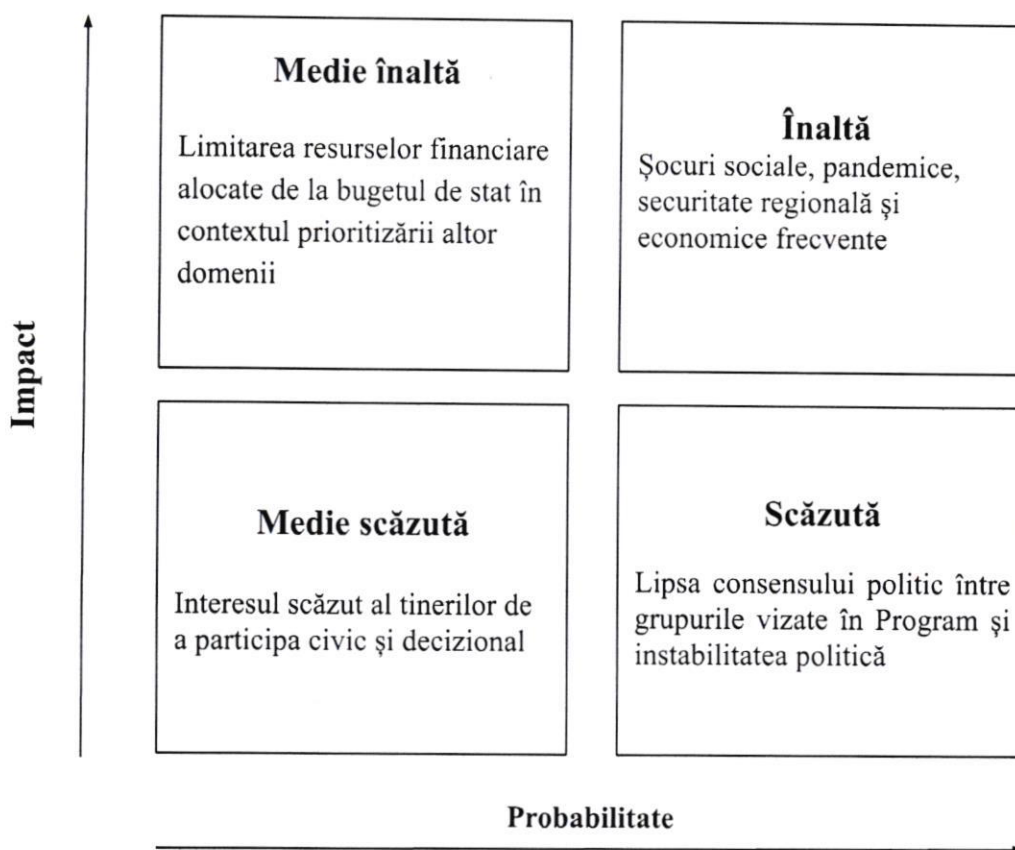 Medie înaltă
Limitarea resurselor financiare
alocate de la bugetul de stat în
contextul prioritizării altor
domenii
Înaltă
Șocuri sociale, pandemice,
securitate regională și
economice frecvente
Impact
Medie scăzută
Interesul scăzut al tinerilor de
a participa civic și decizional
Scăzută
Lipsa consensului politic între
grupurile vizate în Program și
instabilitatea politică
Probabilitate